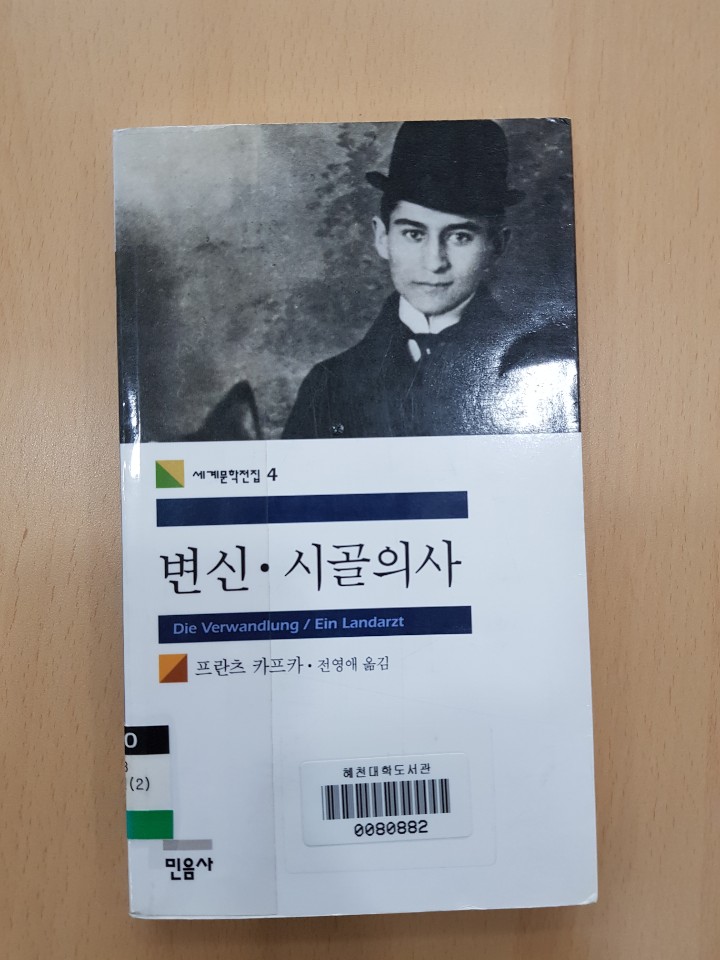 세계문학전집 4
변신·시골의사
Die Verwandlung / Ein Landarzt
프란츠 카프카·전영애 옮김
(2)
혜천대학도서관
0080882
민음사